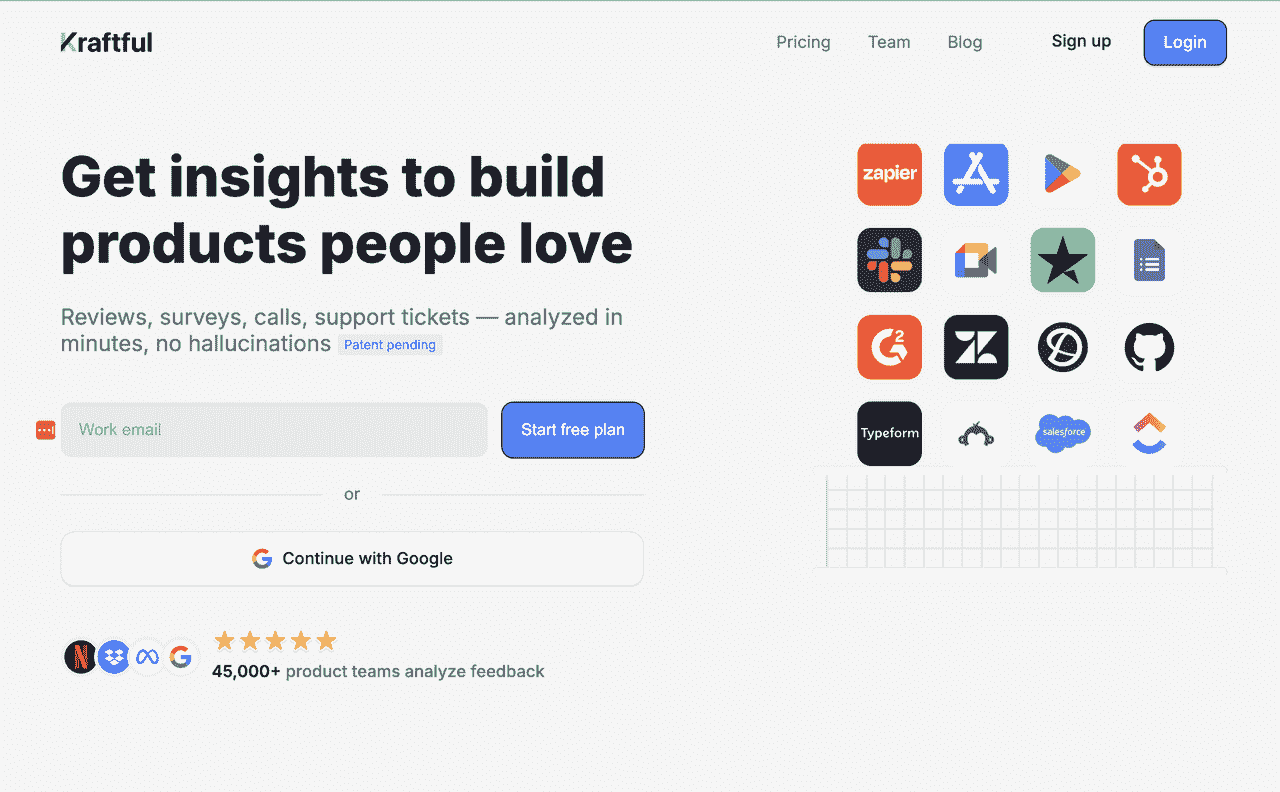 Kraftful
Pricing
Team
Blog
Sign up
Login
Get insights to build
products people love
Reviews, surveys, calls, support tickets — analyzed in
minutes, no hallucinations
Patent pending
Work email
Start free plan
or
Continue with Google
45,000+ product teams analyze feedback
zapier
G2
Typeform
salesforce